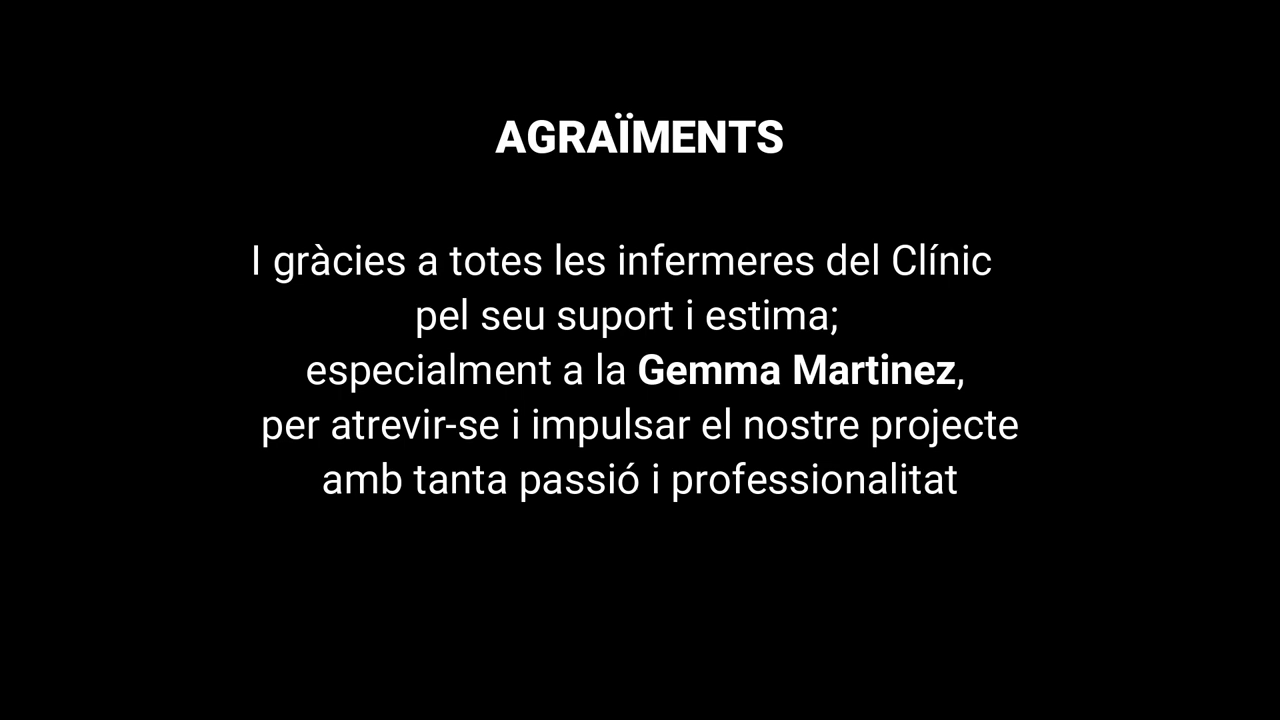 AGRAÏMENTS
I gràcies a totes les infermeres del Clínic
pel seu suport i estima;
especialment a la Gemma Martinez,
per atrevir-se i impulsar el nostre projecte
amb tanta passió i professionalitat